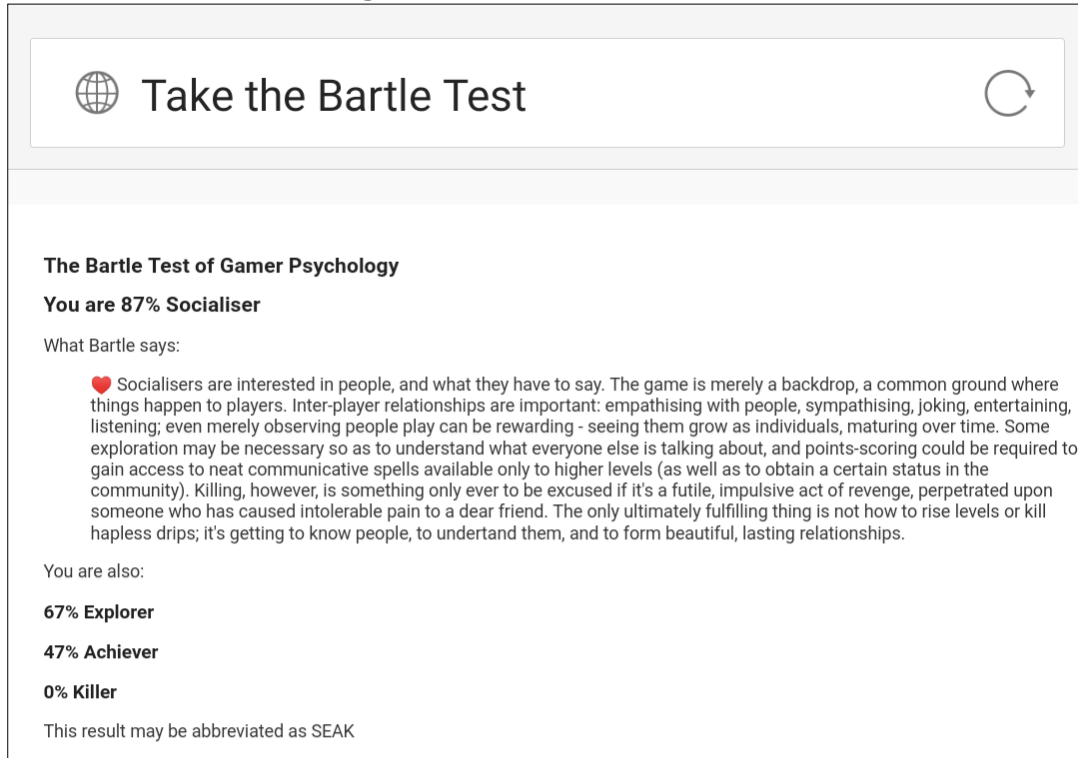 Take the Bartle Test
The Bartle Test of Gamer Psychology
You are 87% Socialiser
What Bartle says:
❤️ Socialisers are interested in people, and what they have to say. The game is merely a backdrop, a common ground where
things happen to players. Inter-player relationships are important: empathising with people, sympathising, joking, entertaining,
listening; even merely observing people play can be rewarding - seeing them grow as individuals, maturing over time. Some
exploration may be necessary so as to understand what everyone else is talking about, and points-scoring could be required to
gain access to neat communicative spells available only to higher levels (as well as to obtain a certain status in the
community). Killing, however, is something only ever to be excused if it's a futile, impulsive act of revenge, perpetrated upon
someone who has caused intolerable pain to a dear friend. The only ultimately fulfilling thing is not how to rise levels or kill
hapless drips; it's getting to know people, to undertand them, and to form beautiful, lasting relationships.
You are also:
67% Explorer
47% Achiever
0% Killer
This result may be abbreviated as SEAK